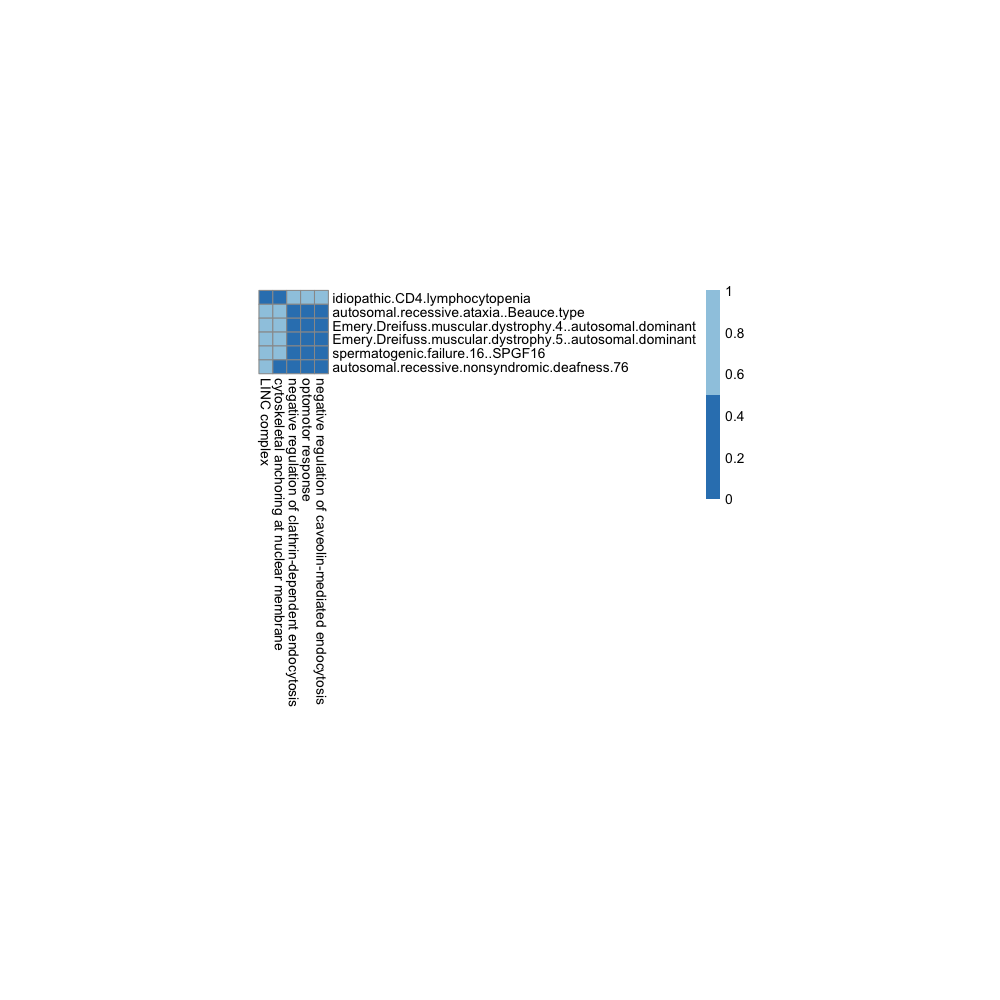 idiopathic.CD4.lymphocytopenia
autosomal.recessive.ataxia..Beauce.type
Emery.Dreifuss.muscular.dystrophy.4..autosomal.dominant
Emery.Dreifuss.muscular.dystrophy.5..autosomal.dominant
spermatogenic.failure.16..SPGF16
autosomal.recessive.nonsyndromic.deafness.76
LINC complex
cytoskeletal anchoring at nuclear membrane
negative regulation of clathrin-dependent endocytosis
optomotor response
negative regulation of caveolin-mediated endocytosis
1
0.8
0.6
0.4
0.2
0